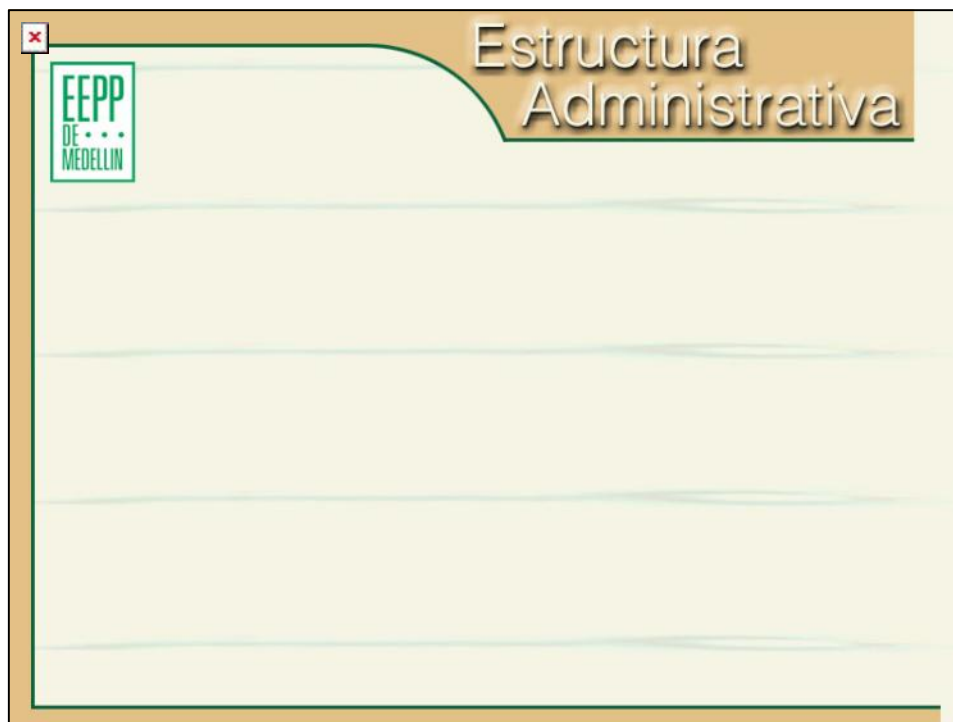 Estructura
Administrativa
EEPP
DE ...
MEDELLIN